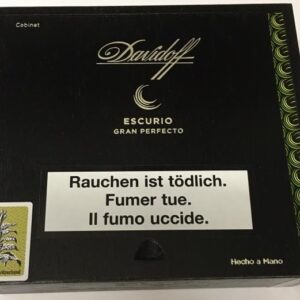 Cabinet
Davidoff
ESCURIO
GRAN PERFECTO
Rauchen ist tödlich.
Fumer tue.
Il fumo uccide.
Hecho a Mano